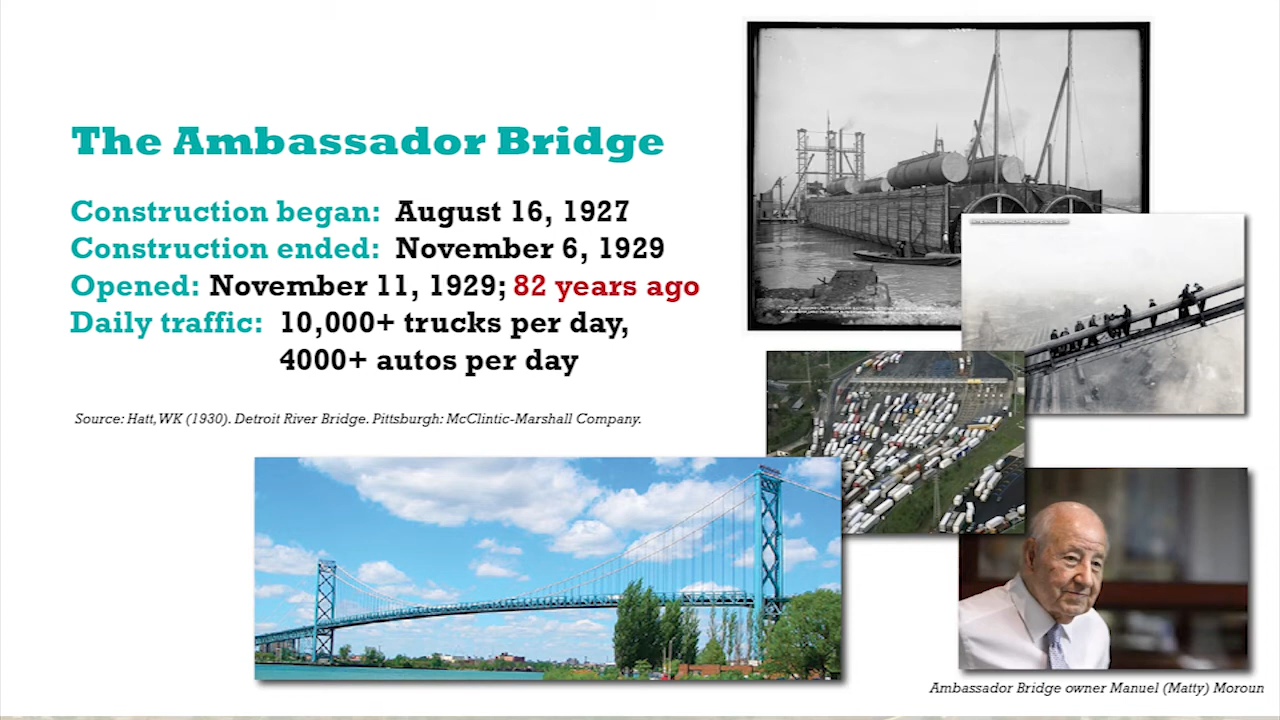 The Ambassador Bridge
Construction began: August 16, 1927
Construction ended: November 6, 1929
Opened: November 11, 1929; 82 years ago
Daily traffic: 10,000+ trucks per day,
4000+ autos per day
Source: Hatt, WK (1930). Detroit River Bridge. Pittsburgh: McClintic-Marshall Company.
Ambassador Bridge owner Manuel (Matty) Moroun